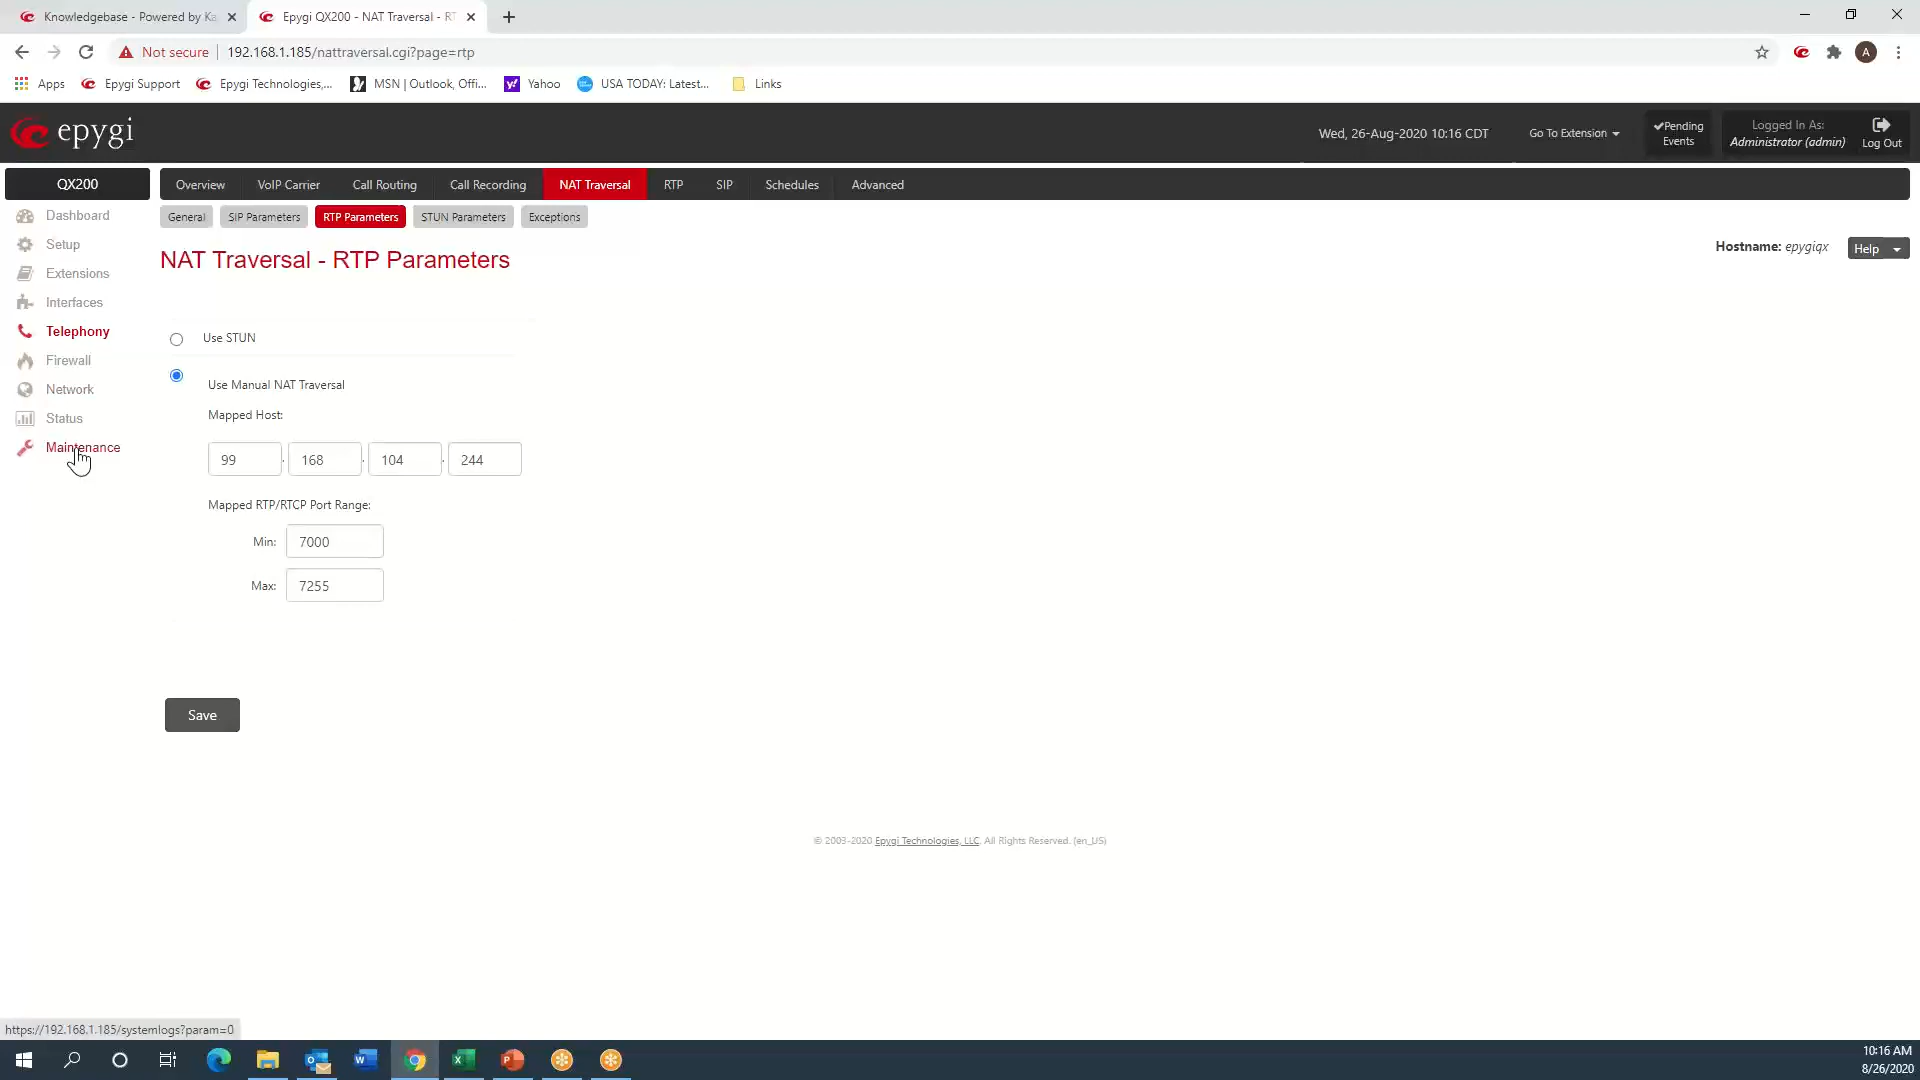 Knowledgebase - Powered by Ka
Epygi QX200 - NAT Traversal - RT
Not secure
192.168.1.185/nattraversal.cgi?page=rtp
A
Apps
Epygi Support
Epygi Technologies,...
MSN | Outlook, Offi...
Yahoo
USA TODAY: Latest...
Links
epygi
Wed, 26-Aug-2020 10:16 CDT
Go To Extension
Pending
Events
Logged In As:
Administrator (admin)
Log Out
QX200
Overview
VoIP Carrier
Call Routing
Call Recording
NAT Traversal
RTP
SIP
Schedules
Advanced
Dashboard
Setup
Extensions
Interfaces
Telephony
Firewall
Network
Status
Maintenance
General
SIP Parameters
RTP Parameters
STUN Parameters
Exceptions
NAT Traversal - RTP Parameters
Hostname: epygiqx
Help
Use STUN
Use Manual NAT Traversal
Mapped Host:
99 . 168 . 104 . 244
Mapped RTP/RTCP Port Range:
Min: 7000
Max: 7255
Save
© 2003-2020 Epygi Technologies, LLC. All Rights Reserved. (en_US)
https://192.168.1.185/systemlogs?param=0
10:16 AM
8/26/2020